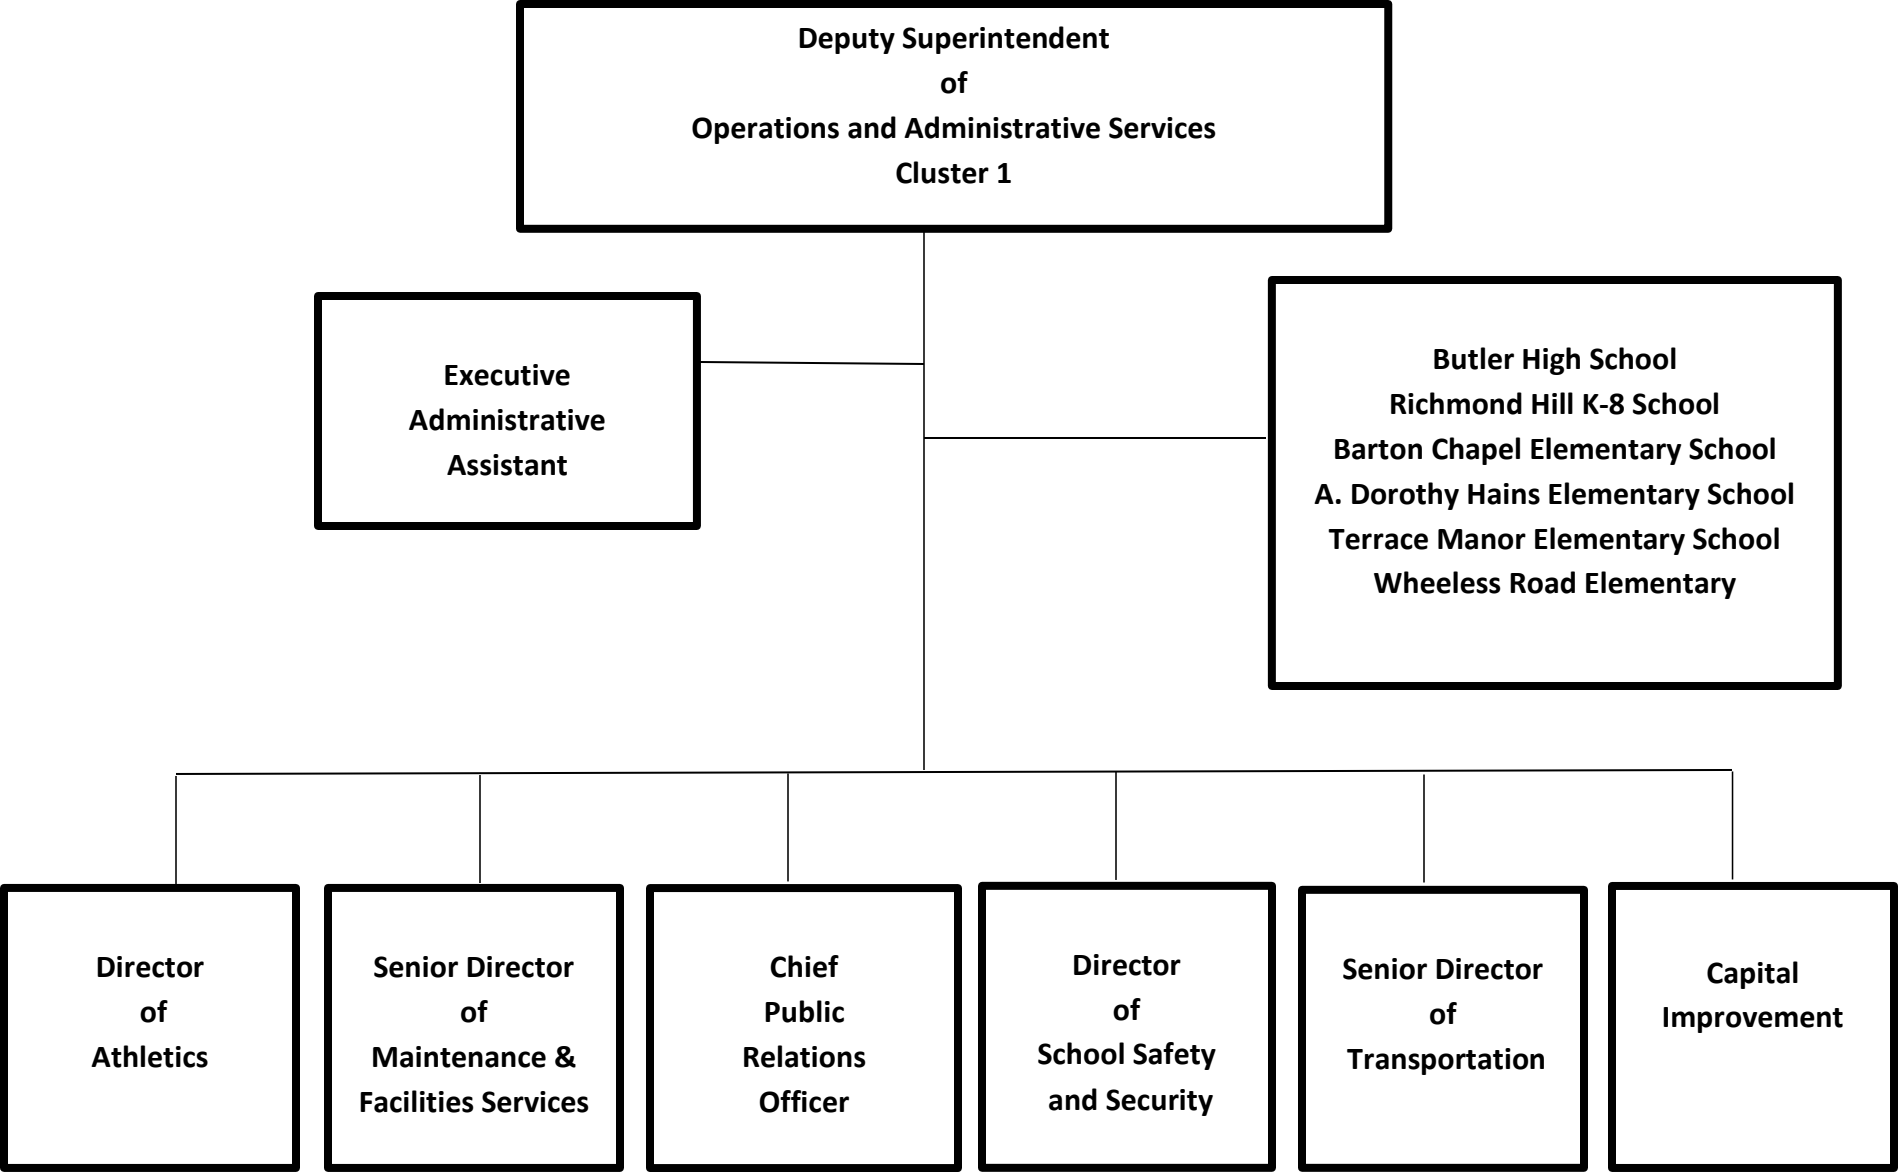 Deputy Superintendent
of
Operations and Administrative Services
Cluster 1
Executive
Administrative
Assistant
Butler High School
Richmond Hill K-8 School
Barton Chapel Elementary School
A. Dorothy Hains Elementary School
Terrace Manor Elementary School
Wheeless Road Elementary
Director
of
Athletics
Senior Director
of
Maintenance &
Facilities Services
Chief
Public
Relations
Officer
Director
of
School Safety
and Security
Senior Director
of
Transportation
Capital
Improvement